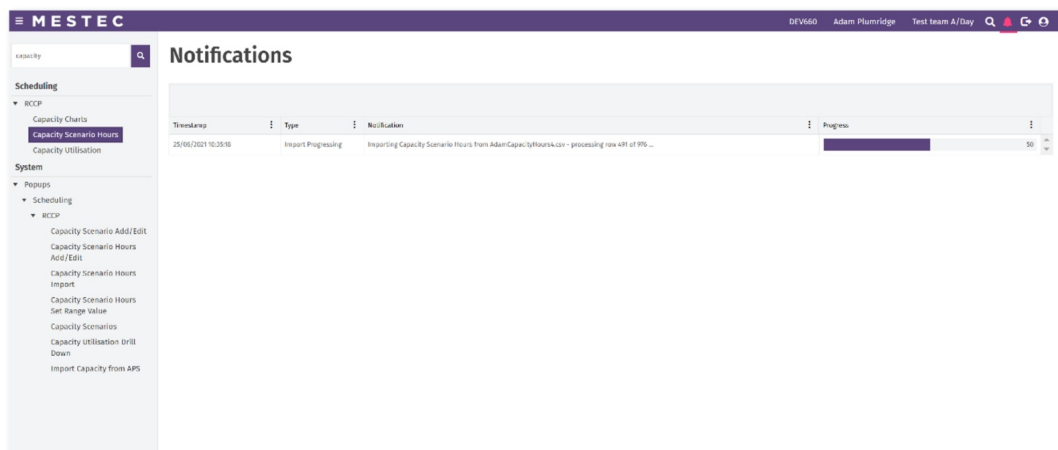 MESTEC
DEV660 Adam Plumridge Test team A/Day
capacity
Notifications
Scheduling
RCCP
Capacity Charts
Capacity Scenario Hours
Capacity Utilisation
System
Popups
Scheduling
RCCP
Capacity Scenario Add/Edit
Capacity Scenario Hours
Add/Edit
Capacity Scenario Hours
Import
Capacity Scenario Hours
Set Range Value
Capacity Scenarios
Capacity Utilisation Drill
Down
Import Capacity from APS
Timestamp Type Notification Progress
25/06/2021 10:35:18 Import Progressing Importing Capacity Scenario Hours from AdamCapacityHours4.csv - processing row 491 of 976 ... 50